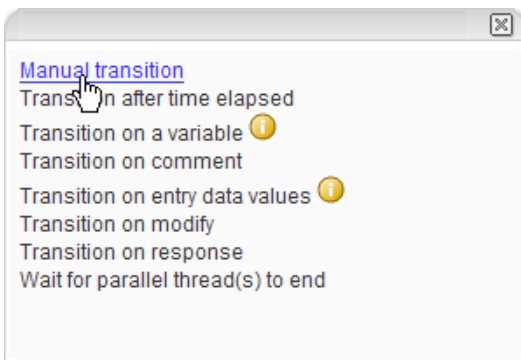 Manual transition
Transition after time elapsed
Transition on a variable
Transition on comment
Transition on entry data values
Transition on modify
Transition on response
Wait for parallel thread(s) to end